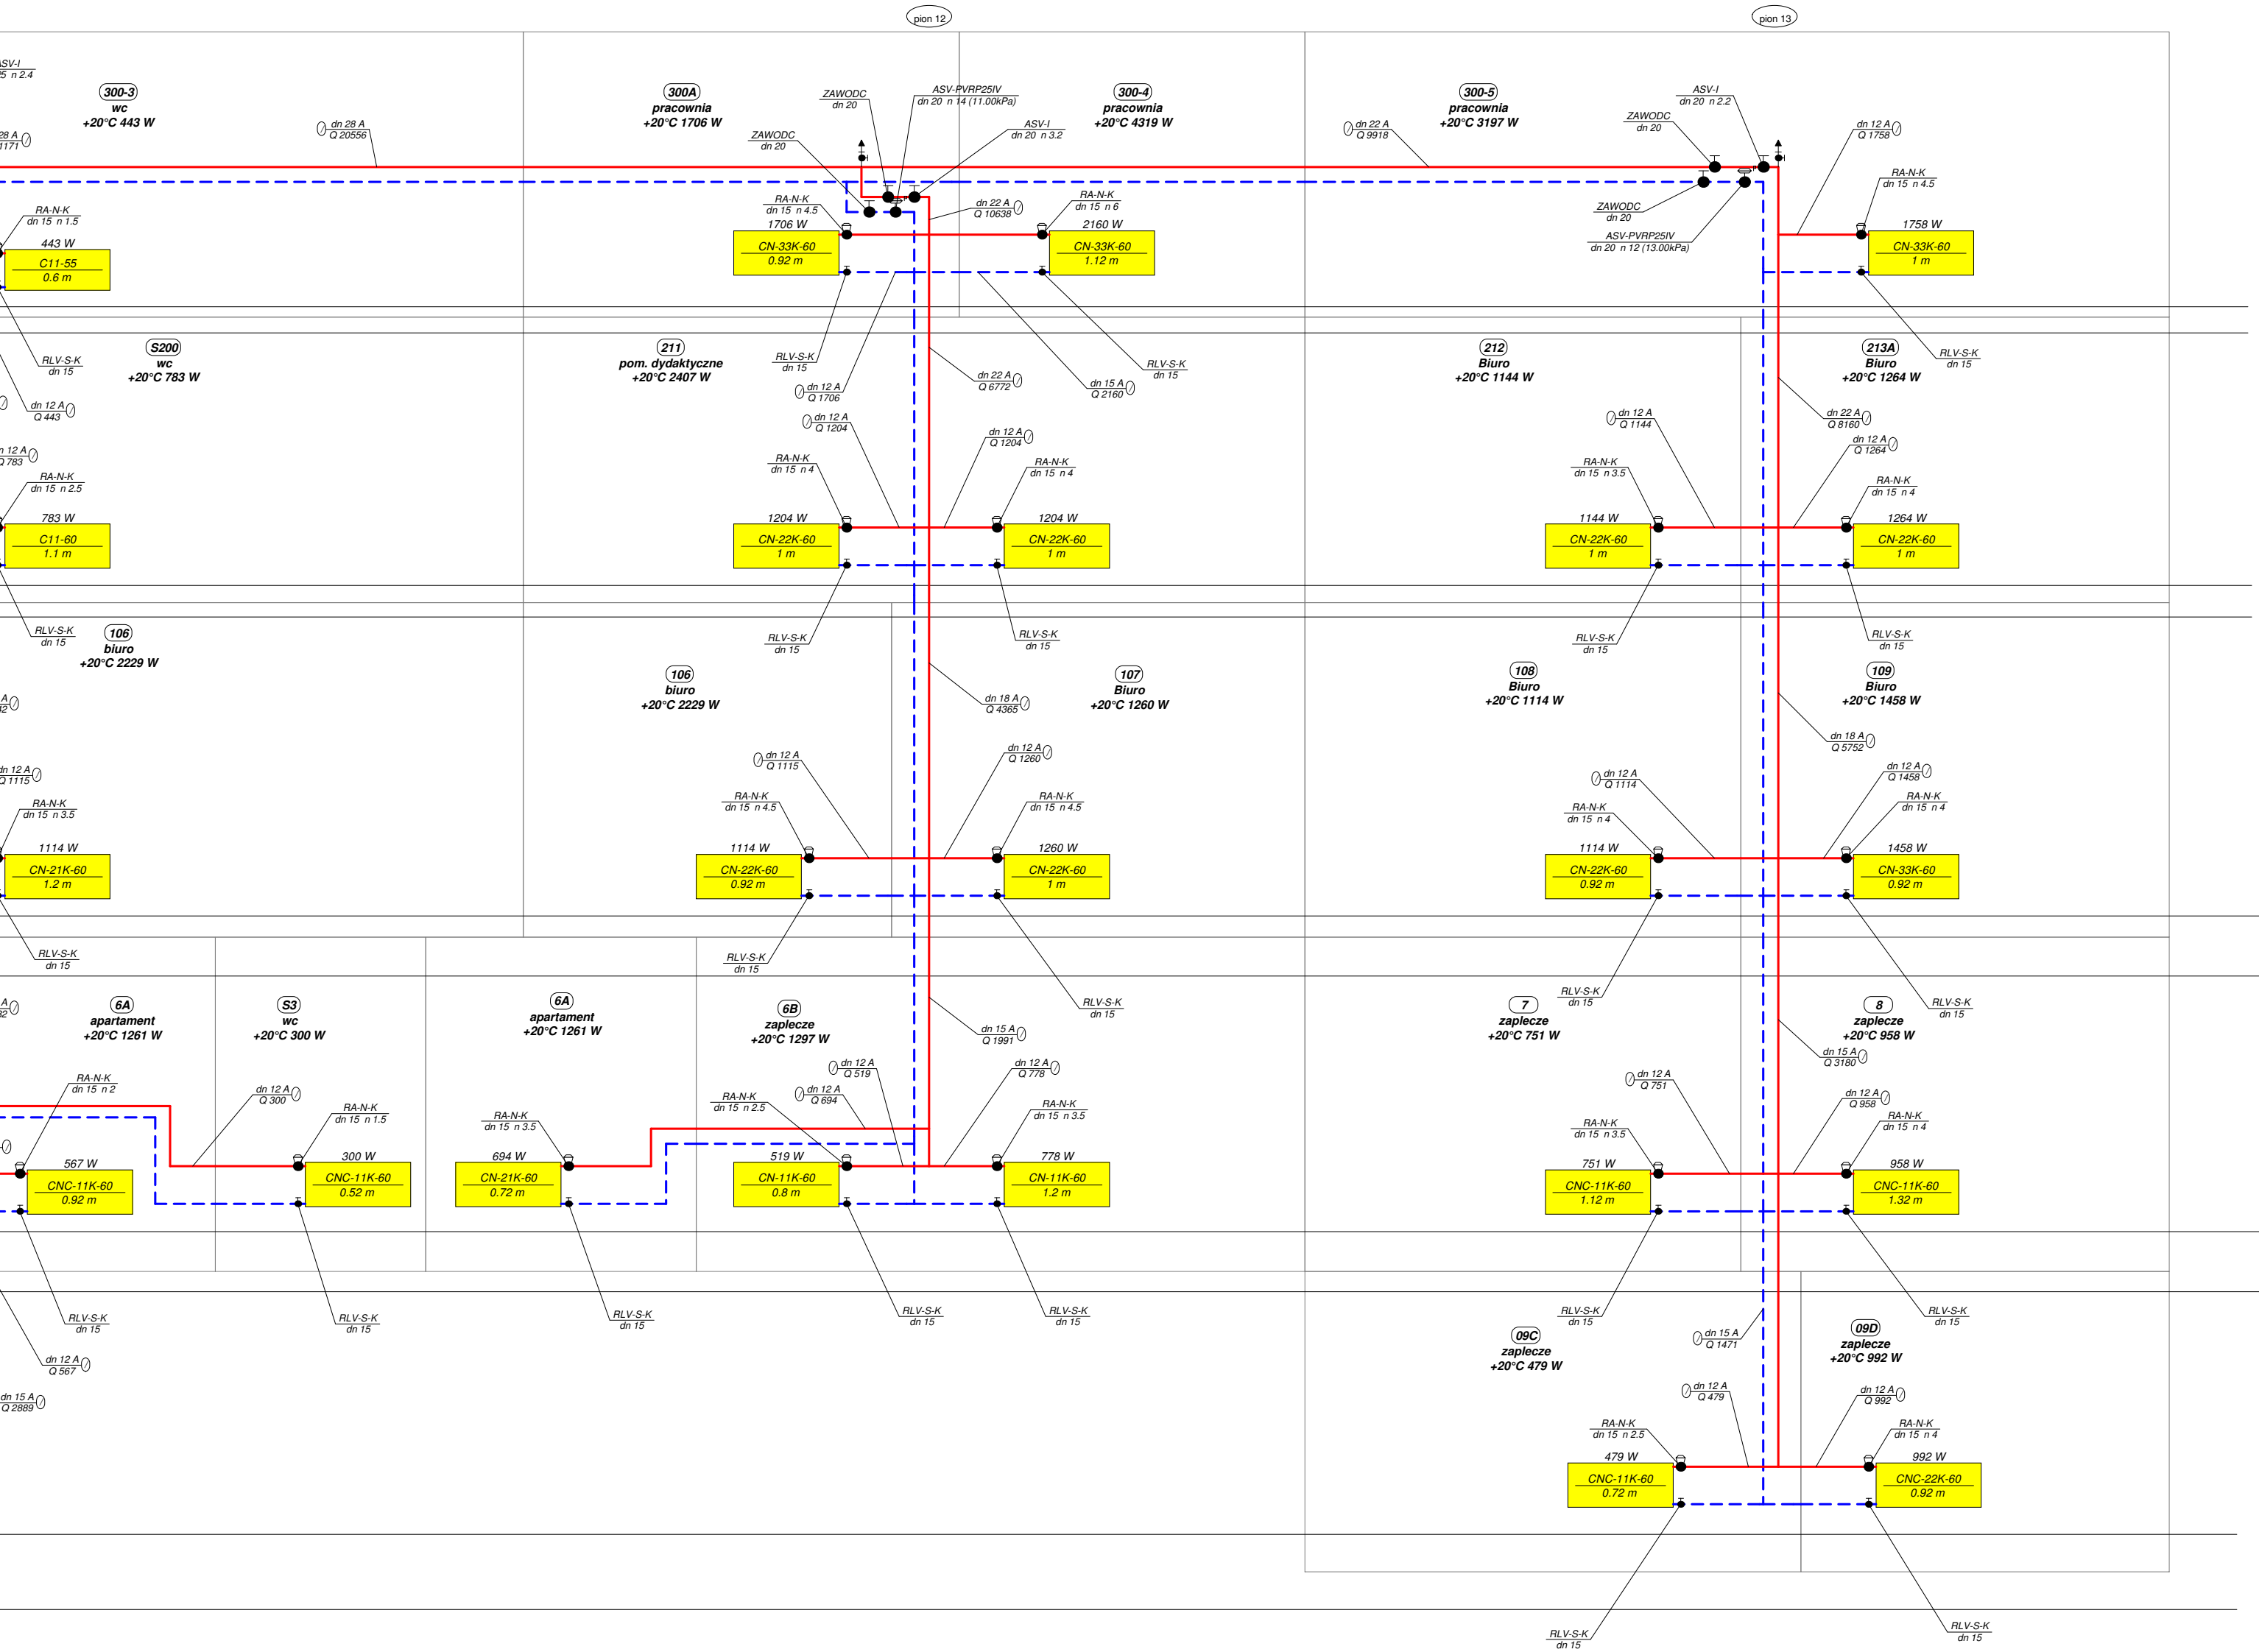 pion 12
pion 13
ASV-I
n 2.4
300-3
wc
+20°C 443 W
dn 28 A
Q 20556
300A
pracownia
+20°C 1706 W
ZAWODC
dn 20
ASV-PVRP25IV
dn 20 n 14 (11.00kPa)
ZAWODC
dn 20
ASV-I
dn 20 n 3.2
300-4
pracownia
+20°C 4319 W
dn 22 A
Q 9918
300-5
pracownia
+20°C 3197 W
ASV-I
dn 20 n 2.2
ZAWODC
dn 20
dn 12 A
Q 1758
RA-N-K
dn 15 n 4.5
RA-N-K
dn 15 n 1.5
443 W
C11-55
0.6 m
RA-N-K
dn 15 n 4.5
1706 W
CN-33K-60
0.92 m
dn 22 A
Q 10638
RA-N-K
dn 15 n 6
2160 W
CN-33K-60
1.12 m
ZAWODC
dn 20
ASV-PVRP25IV
dn 20 n 12 (13.00kPa)
1758 W
CN-33K-60
1 m
RLV-S-K
dn 15
S200
wc
+20°C 783 W
dn 12 A
Q 443
211
pom. dydaktyczne
+20°C 2407 W
RLV-S-K
dn 15
dn 12 A
Q 1706
dn 22 A
Q 6772
dn 15 A
Q 2160
RLV-S-K
dn 15
212
Biuro
+20°C 1144 W
213A
Biuro
+20°C 1264 W
RLV-S-K
dn 15
dn 12 A
Q 1204
dn 12 A
Q 1204
dn 12 A
Q 1144
dn 22 A
Q 8160
dn 12 A
Q 1264
12 A
Q 783
RA-N-K
dn 15 n 2.5
783 W
C11-60
1.1 m
RA-N-K
dn 15 n 4
1204 W
CN-22K-60
1 m
RA-N-K
dn 15 n 4
1204 W
CN-22K-60
1 m
RA-N-K
dn 15 n 3.5
1144 W
CN-22K-60
1 m
RA-N-K
dn 15 n 4
1264 W
CN-22K-60
1 m
RLV-S-K
dn 15
106
biuro
+20°C 2229 W
RLV-S-K
dn 15
RLV-S-K
dn 15
RLV-S-K
dn 15
RLV-S-K
dn 15
106
biuro
+20°C 2229 W
107
Biuro
+20°C 1260 W
108
Biuro
+20°C 1114 W
109
Biuro
+20°C 1458 W
dn 18 A
Q 4365
dn 18 A
Q 5752
dn 12 A
Q 1115
dn 12 A
Q 1115
dn 12 A
Q 1260
dn 12 A
Q 1114
dn 12 A
Q 1458
RA-N-K
dn 15 n 3.5
1114 W
CN-21K-60
1.2 m
RA-N-K
dn 15 n 4.5
1114 W
CN-22K-60
0.92 m
RA-N-K
dn 15 n 4.5
1260 W
CN-22K-60
1 m
RA-N-K
dn 15 n 4
1114 W
CN-22K-60
0.92 m
RA-N-K
dn 15 n 4
1458 W
CN-33K-60
0.92 m
RLV-S-K
dn 15
RLV-S-K
dn 15
RLV-S-K
dn 15
RLV-S-K
dn 15
RLV-S-K
dn 15
6A
apartament
+20°C 1261 W
S3
wc
+20°C 300 W
6A
apartament
+20°C 1261 W
6B
zaplecze
+20°C 1297 W
7
zaplecze
+20°C 751 W
8
zaplecze
+20°C 958 W
dn 15 A
Q 1991
dn 15 A
Q 3180
RA-N-K
dn 15 n 2
dn 12 A
Q 300
RA-N-K
dn 15 n 1.5
RA-N-K
dn 15 n 3.5
RA-N-K
dn 15 n 2.5
dn 12 A
Q 694
dn 12 A
Q 519
dn 12 A
Q 778
RA-N-K
dn 15 n 3.5
dn 12 A
Q 751
dn 12 A
Q 958
RA-N-K
dn 15 n 3.5
RA-N-K
dn 15 n 4
567 W
CNC-11K-60
0.92 m
300 W
CNC-11K-60
0.52 m
694 W
CN-21K-60
0.72 m
519 W
CN-11K-60
0.8 m
778 W
CN-11K-60
1.2 m
751 W
CNC-11K-60
1.12 m
958 W
CNC-11K-60
1.32 m
RLV-S-K
dn 15
RLV-S-K
dn 15
RLV-S-K
dn 15
RLV-S-K
dn 15
RLV-S-K
dn 15
RLV-S-K
dn 15
RLV-S-K
dn 15
dn 12 A
Q 567
dn 15 A
Q 2889
09C
zaplecze
+20°C 479 W
dn 15 A
Q 1471
09D
zaplecze
+20°C 992 W
dn 12 A
Q 479
dn 12 A
Q 992
RA-N-K
dn 15 n 2.5
RA-N-K
dn 15 n 4
479 W
CNC-11K-60
0.72 m
992 W
CNC-22K-60
0.92 m
RLV-S-K
dn 15
RLV-S-K
dn 15